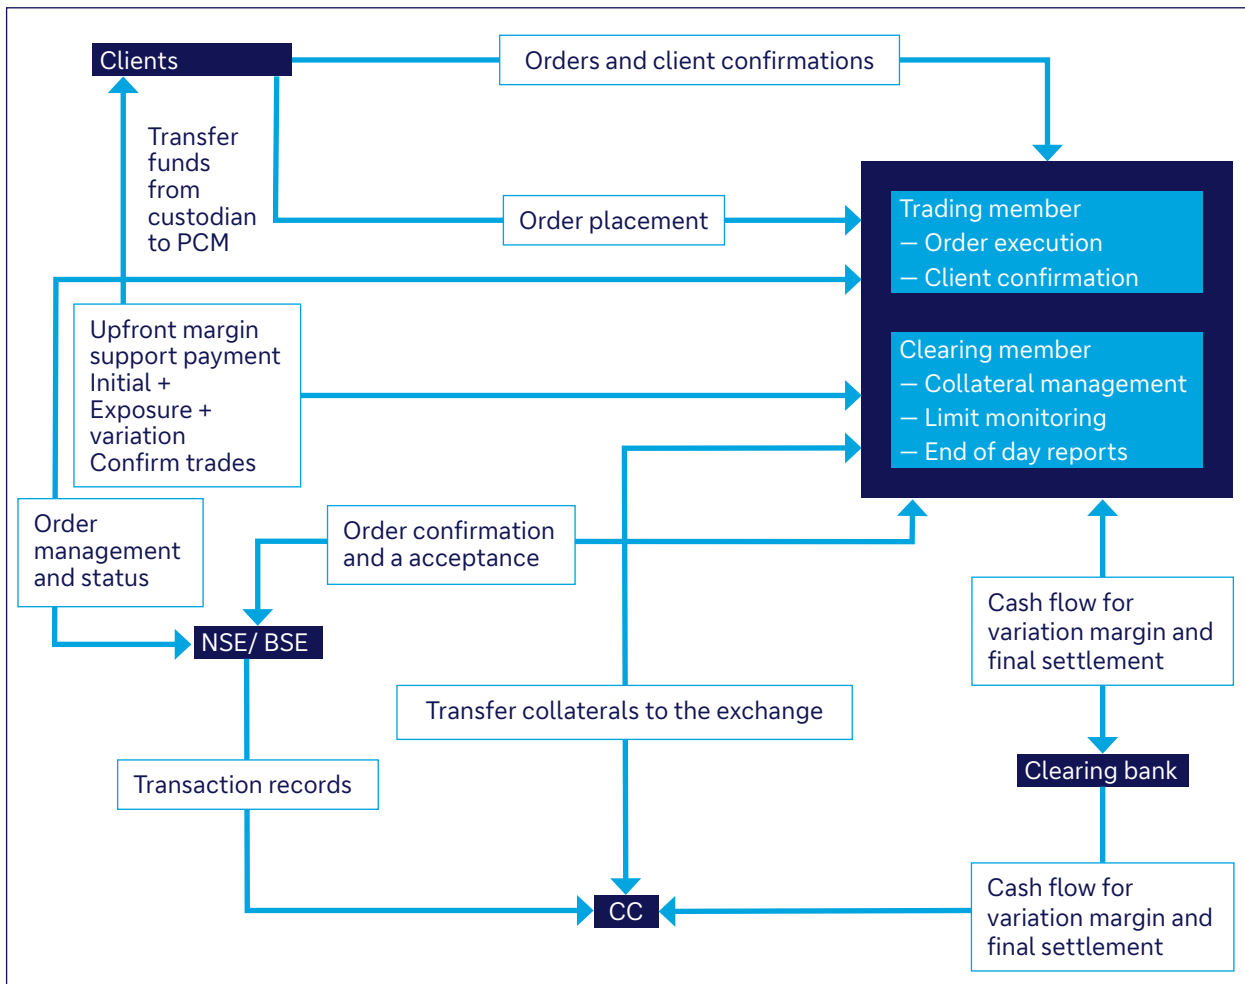 Clients
Orders and client confirmations
Transfer
funds
from
custodian
to PCM
Order placement
Trading member
— Order execution
— Client confirmation
Upfront margin
support payment
Initial +
Exposure +
variation
Confirm trades
Clearing member
— Collateral management
— Limit monitoring
— End of day reports
Order
management
and status
Order confirmation
and a acceptance
Cash flow for
variation margin and
final settlement
NSE/ BSE
Transfer collaterals to the exchange
Clearing bank
Transaction records
Cash flow for
variation margin and
final settlement
CC